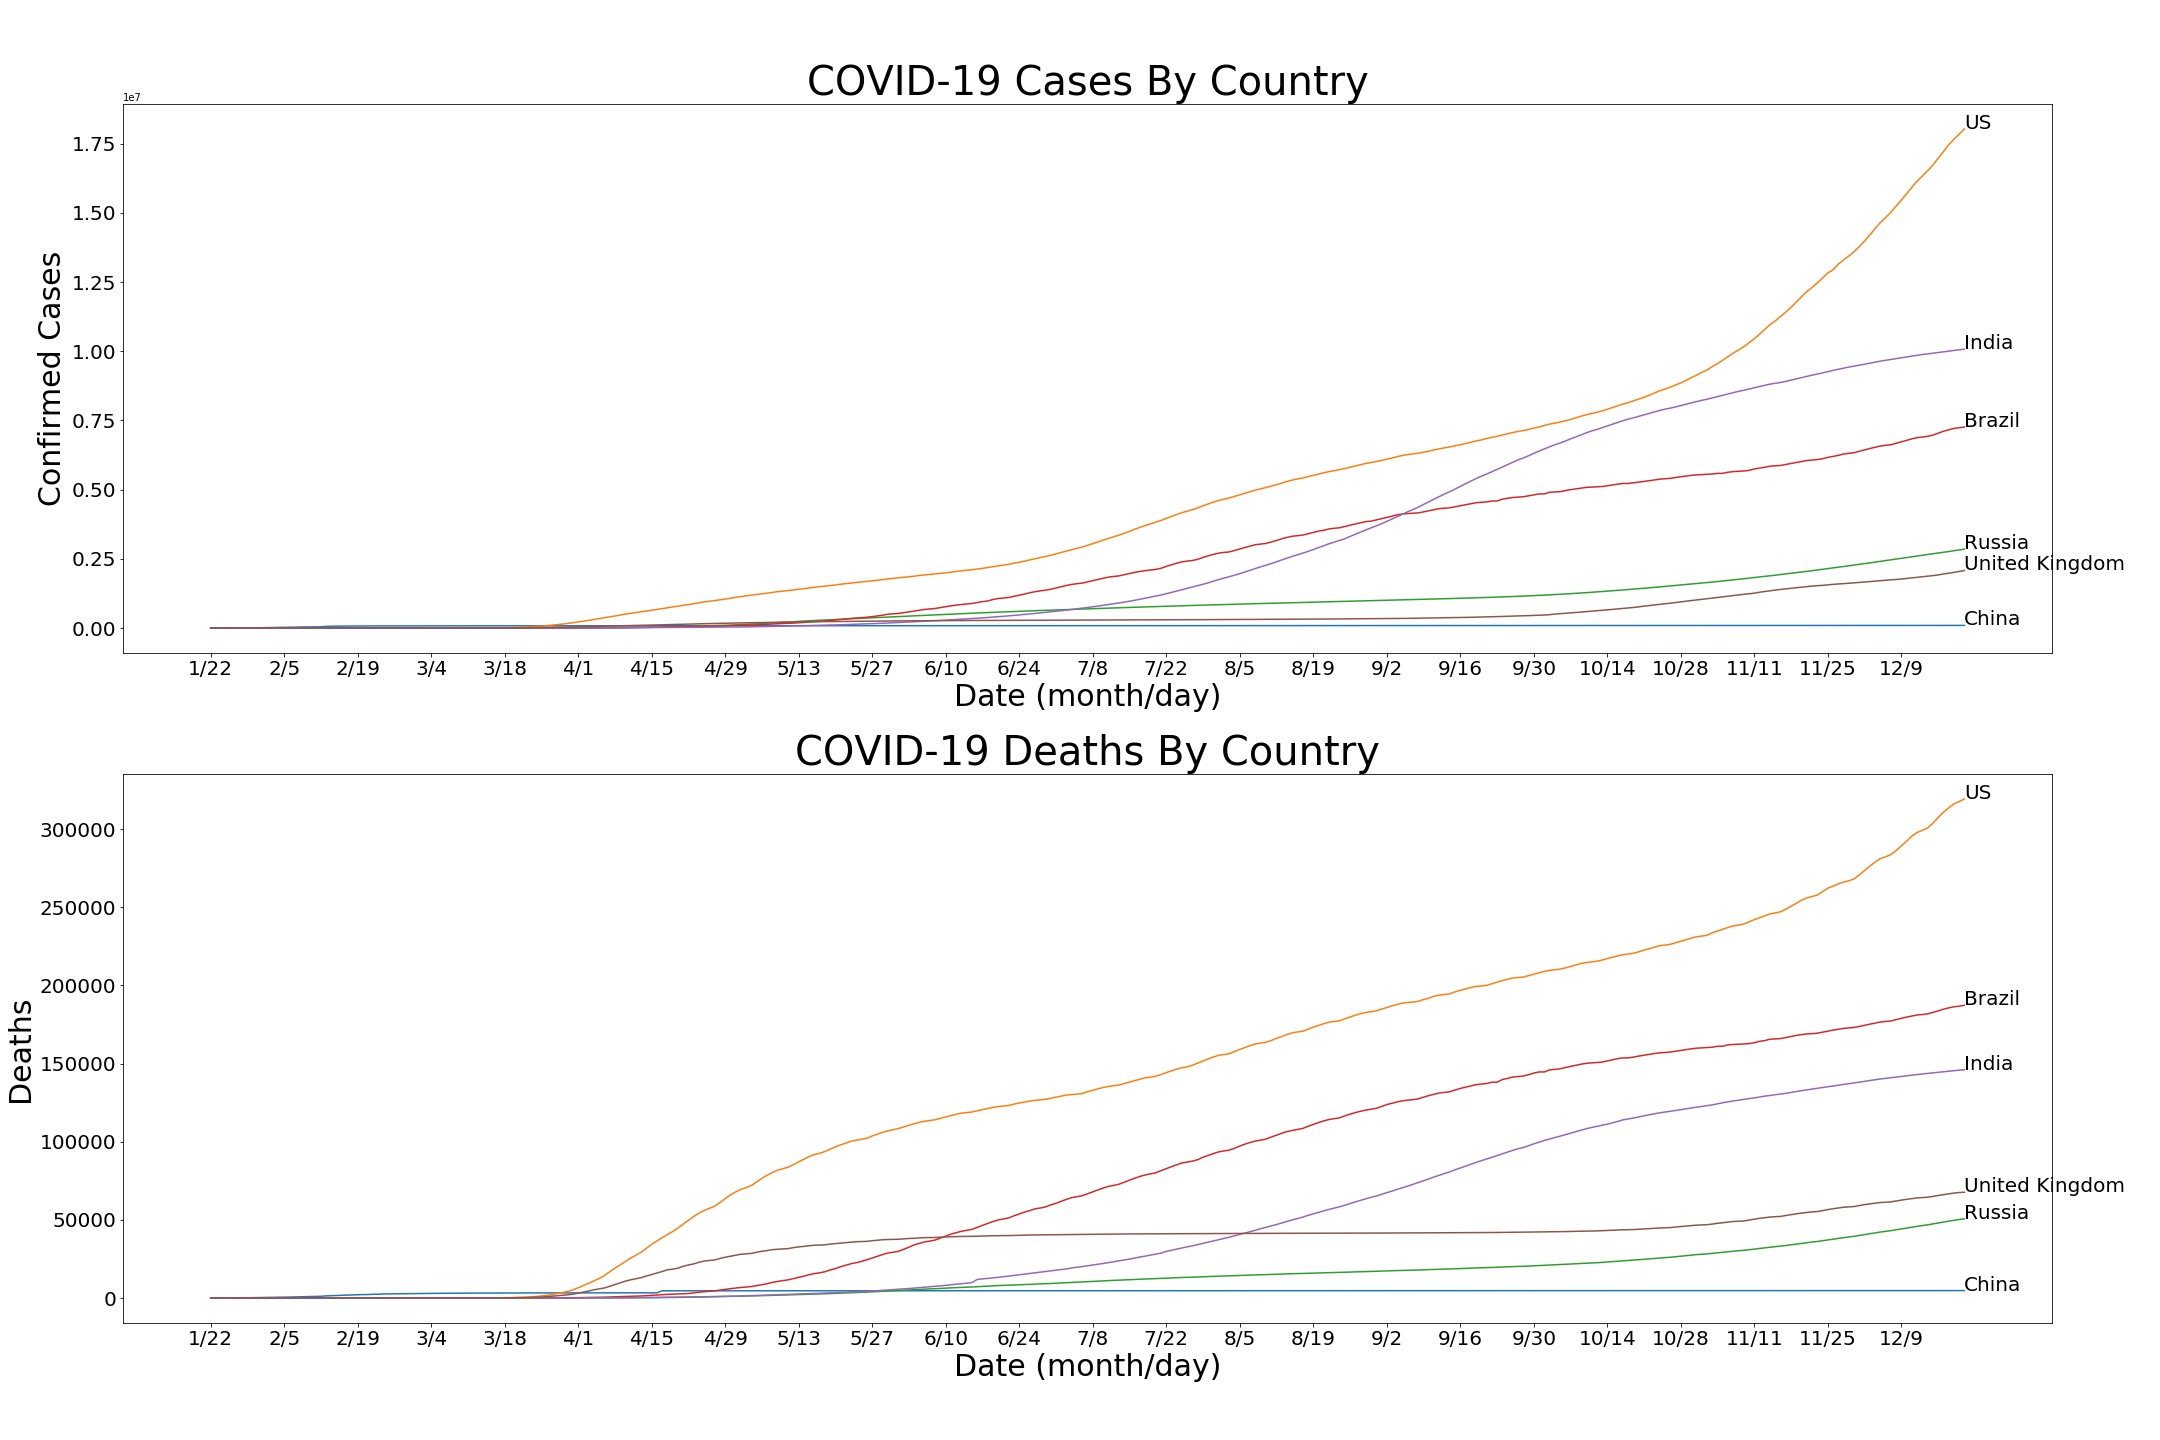 COVID-19 Cases By Country
1e7
1.75
1.50
1.25
1.00
0.75
0.50
0.25
0.00
Confirmed Cases
US
India
Brazil
Russia
United Kingdom
China
1/22 2/5 2/19 3/4 3/18 4/1 4/15 4/29 5/13 5/27 6/10 6/24 7/8 7/22 8/5 8/19 9/2 9/16 9/30 10/14 10/28 11/11 11/25 12/9
Date (month/day)
COVID-19 Deaths By Country
300000
250000
200000
150000
100000
50000
0
Deaths
US
Brazil
India
United Kingdom
Russia
China
1/22 2/5 2/19 3/4 3/18 4/1 4/15 4/29 5/13 5/27 6/10 6/24 7/8 7/22 8/5 8/19 9/2 9/16 9/30 10/14 10/28 11/11 11/25 12/9
Date (month/day)